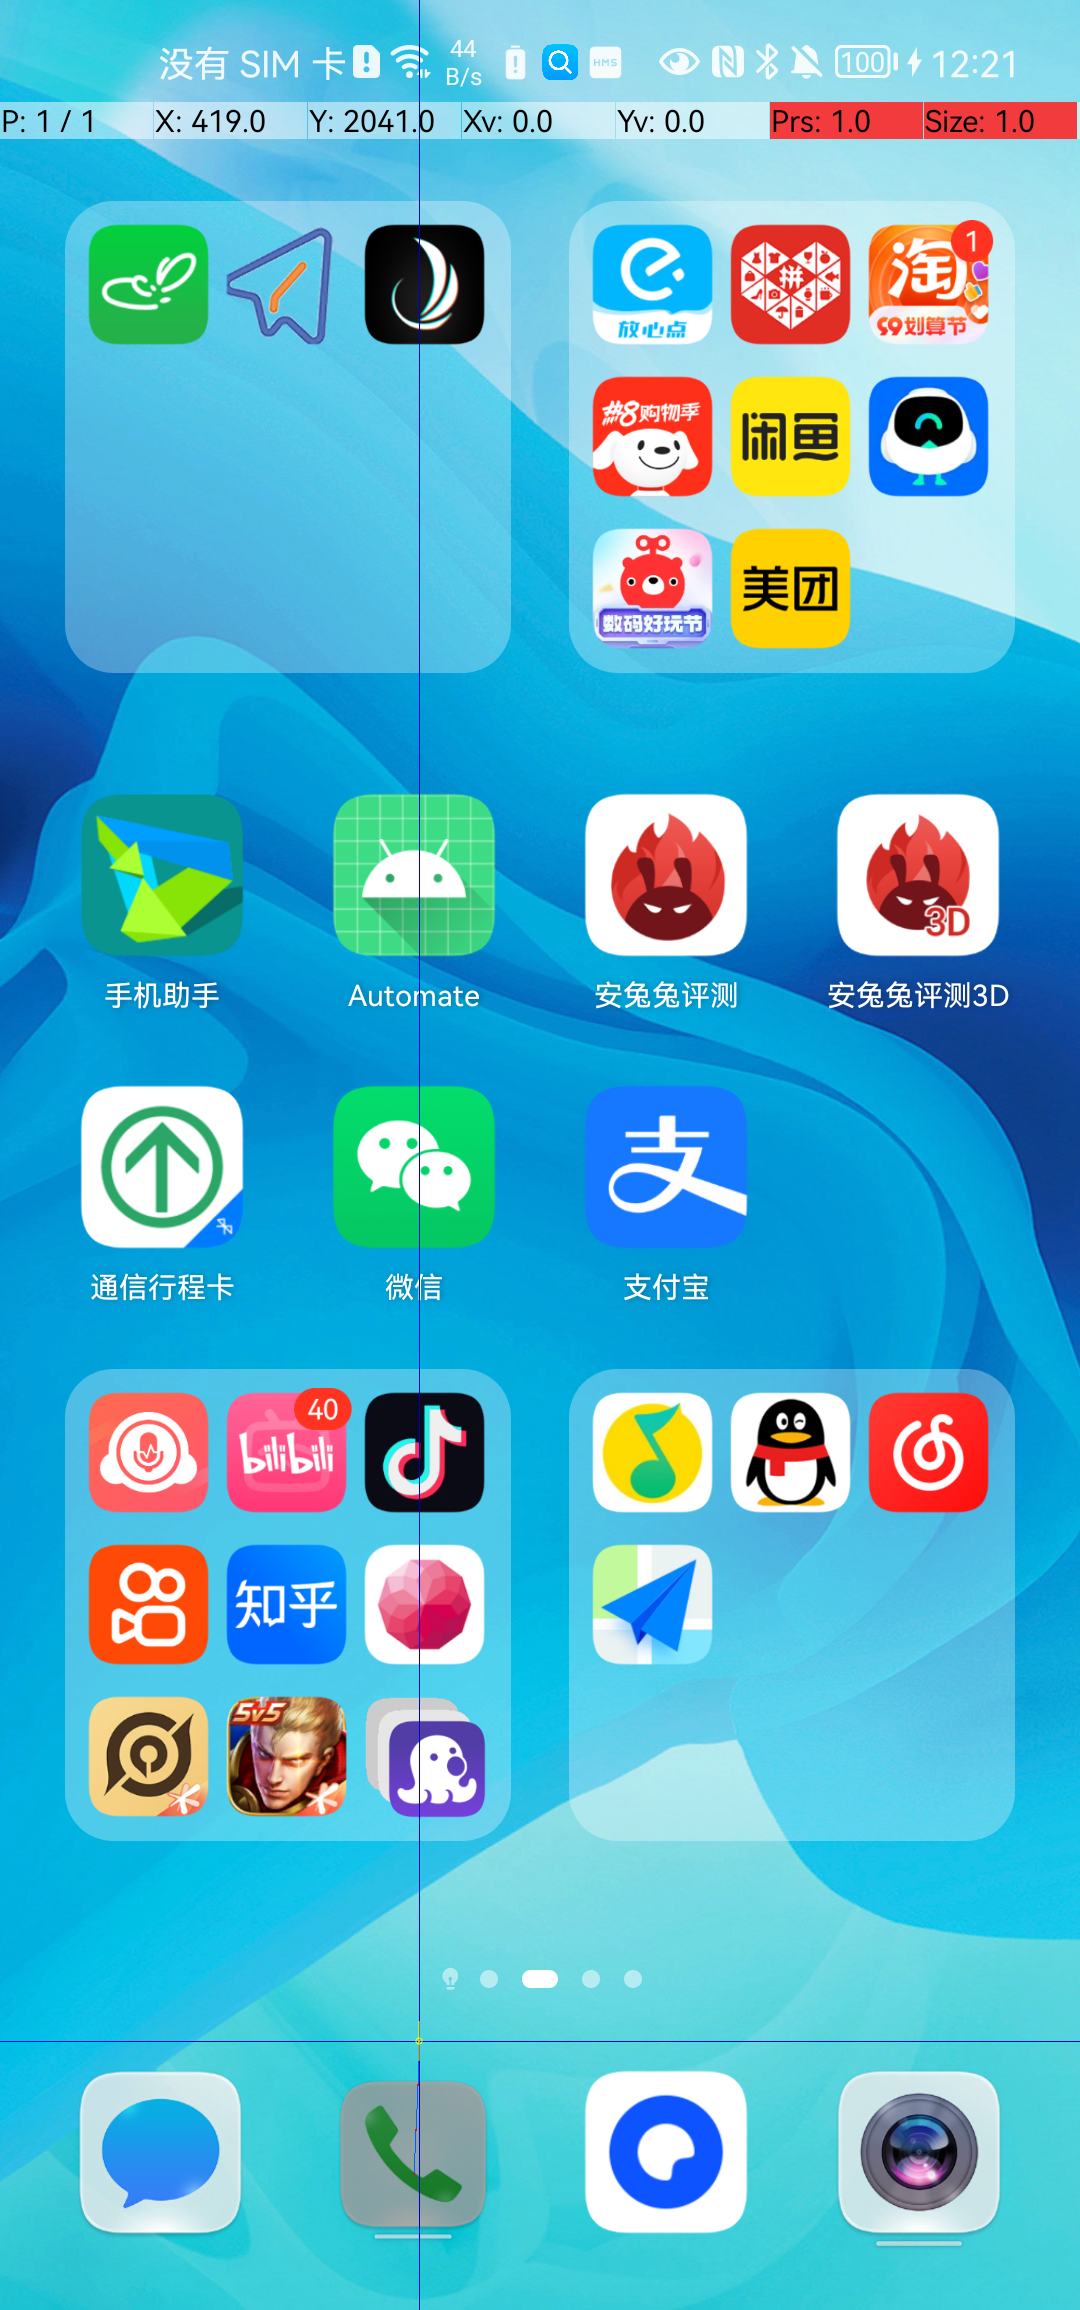 没有 SIM 卡 44 B/s HMS 100 12:21
P: 1 / 1 X: 419.0 Y: 2041.0 Xv: 0.0 Yv: 0.0 Prs: 1.0 Size: 1.0
e 拼 淘 1
放心点 59划算节
购物季 闲鱼
数码好玩节 美团
3D
手机助手 Automate 安兔兔评测 安兔兔评测3D
支
通信行程卡 微信 支付宝
bilibili 40
知乎
5v5